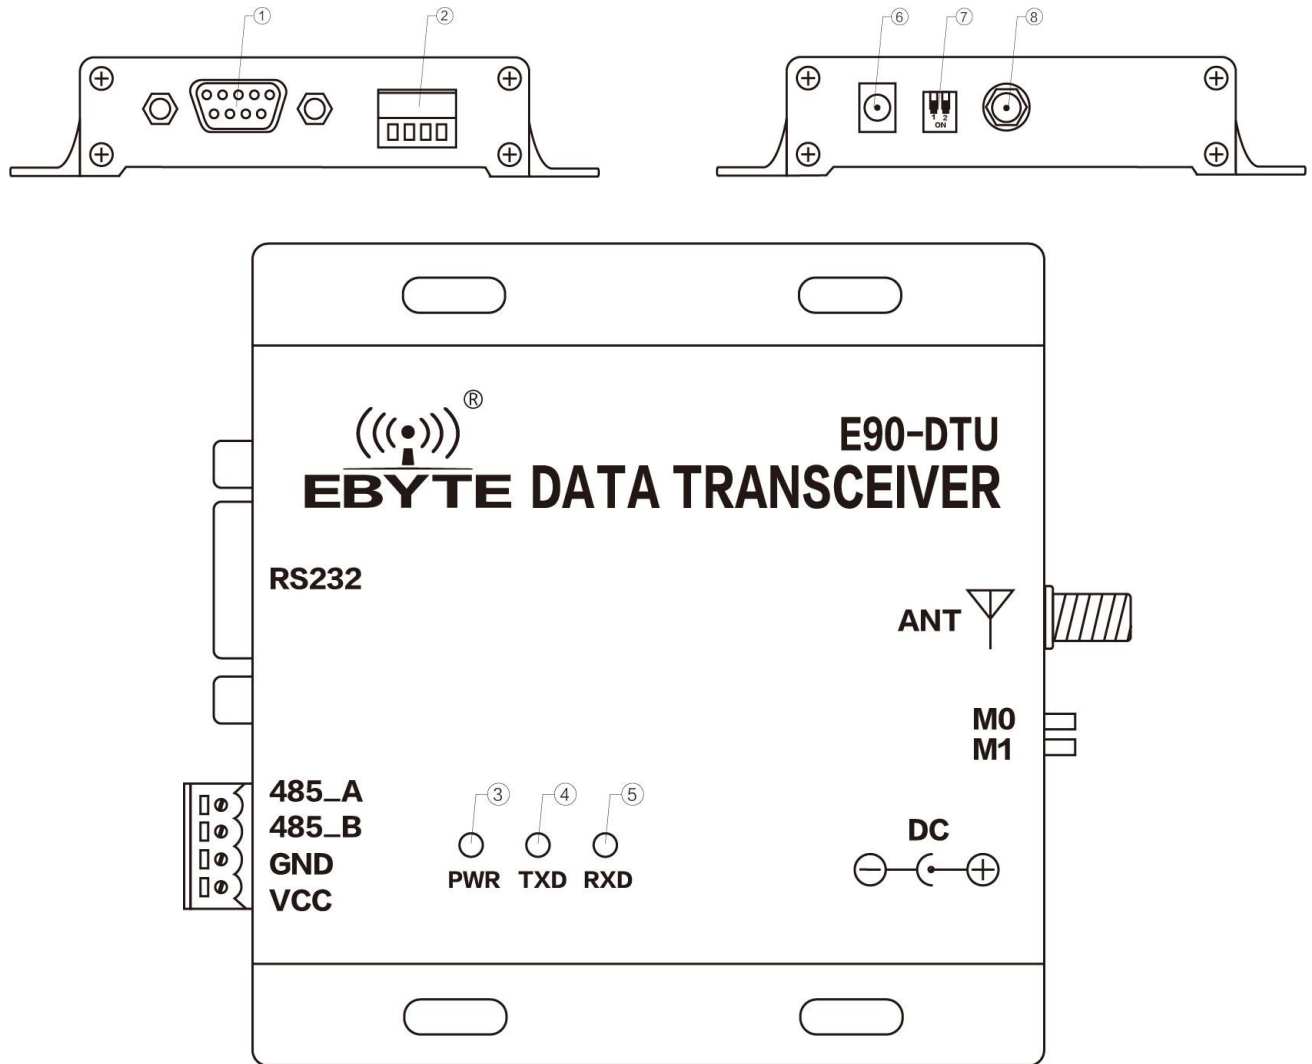 ① ② ⑥ ⑦ ⑧
1 2
ON
®
EBYTE
E90-DTU
DATA TRANSCEIVER
RS232
ANT
M0
M1
485_A
485_B
GND
VCC
③ ④ ⑤
PWR TXD RXD
DC